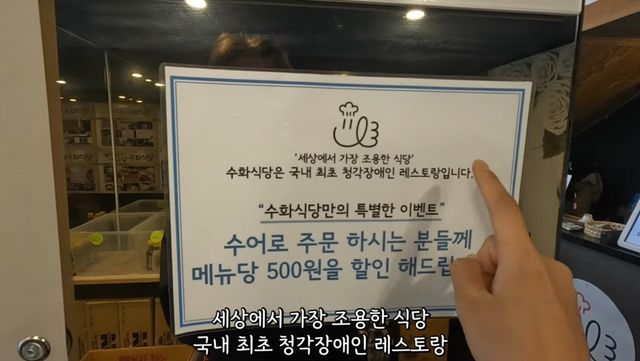 '세상에서 가장 조용한 식당'
수화식당은 국내 최초 청각장애인 레스토랑입니다.
“수화식당만의 특별한 이벤트”
수어로 주문 하시는 분들께
메뉴당 500원을 할인 해드립
세상에서 가장 조용한 식당
국내 최초 청각장애인 레스토랑